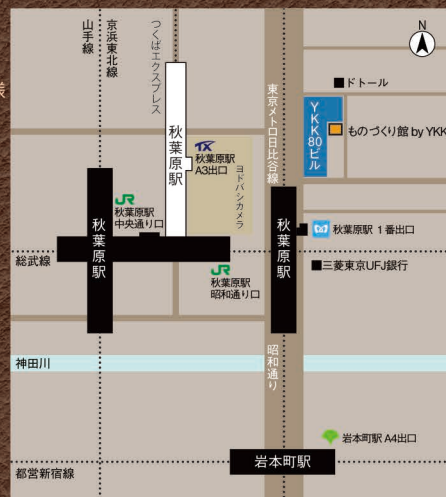 N
山手線
京浜東北線
つくばエクスプレス
東京メトロ日比谷線
■ドトール
YKK80ビル
ものづくり館 by YKK
秋葉原駅
TX
秋葉原駅
A3出口
ヨドバシカメラ
JR
秋葉原駅
中央通り口
秋葉原駅
秋葉原駅
秋葉原駅 1番出口
総武線
JR
秋葉原駅
昭和通り口
■三菱東京UFJ銀行
神田川
昭和通り
岩本町駅 A4出口
岩本町駅
都営新宿線